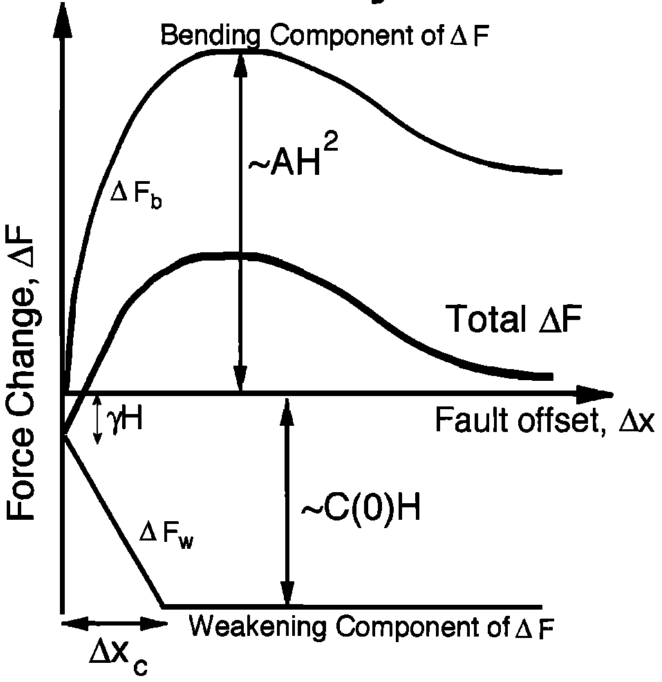 Bending Component of Δ F
~AH²
Δ F_b
Force Change, ΔF
Total ΔF
γH
Fault offset, Δx
~C(0)H
Δ F_w
Weakening Component of Δ F
Δx_c